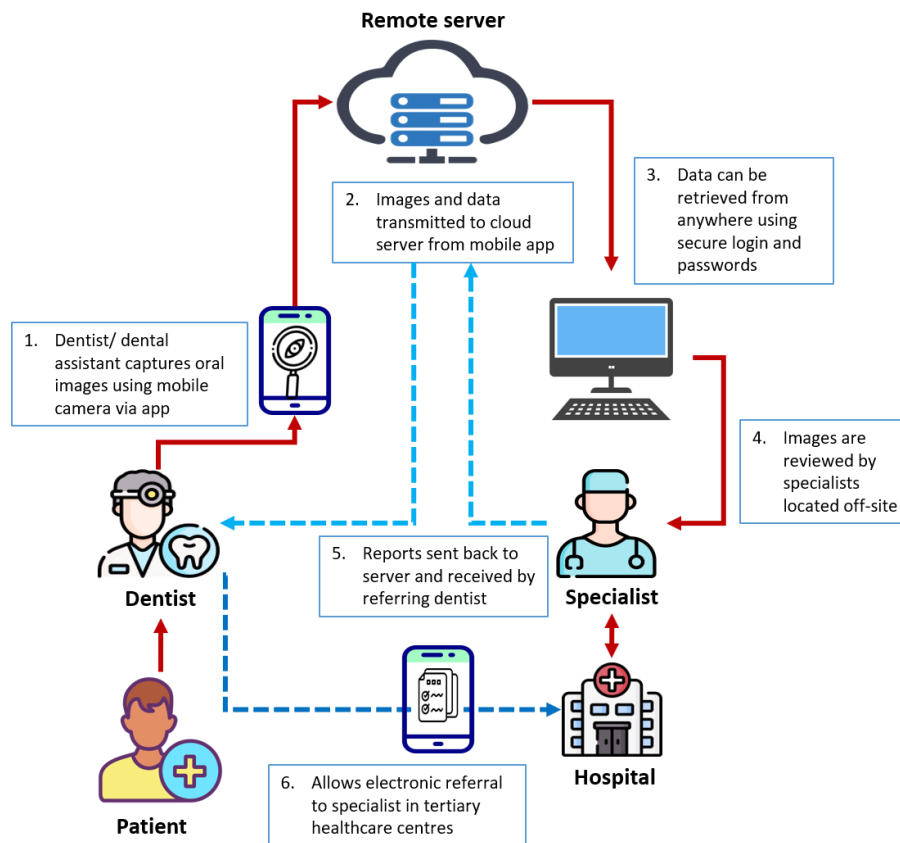 Remote server
2. Images and data
transmitted to cloud
server from mobile app
3. Data can be
retrieved from
anywhere using
secure login and
passwords
1. Dentist/ dental
assistant captures oral
images using mobile
camera via app
4. Images are
reviewed by
specialists
located off-site
5. Reports sent back to
server and received by
referring dentist
Dentist
Specialist
6. Allows electronic referral
to specialist in tertiary
healthcare centres
Patient
Hospital